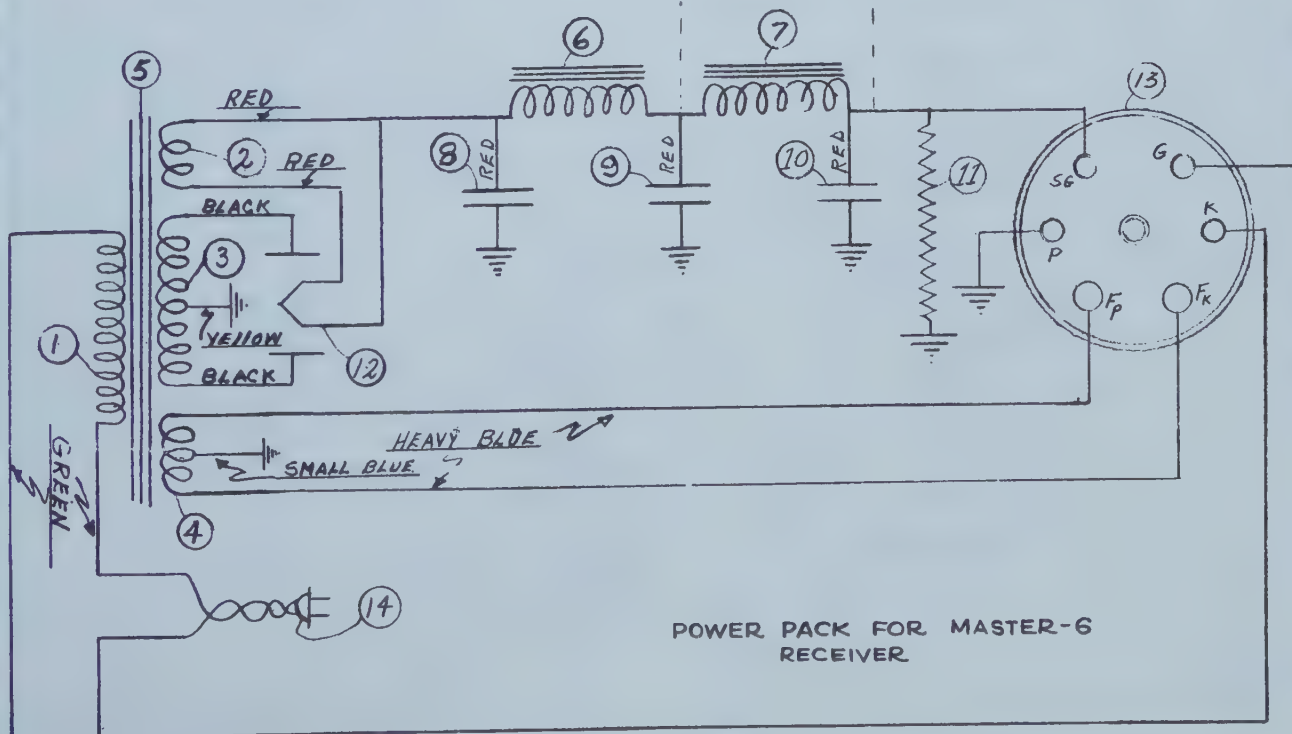 5
6
7
13
RED
2
RED
8
RED
9
RED
10
RED
11
SG
G
BLACK
3
P
K
YELLOW
1
12
BLACK
FP
FK
HEAVY BLUE
SMALL BLUE
GREEN
4
14
POWER PACK FOR MASTER-6
RECEIVER